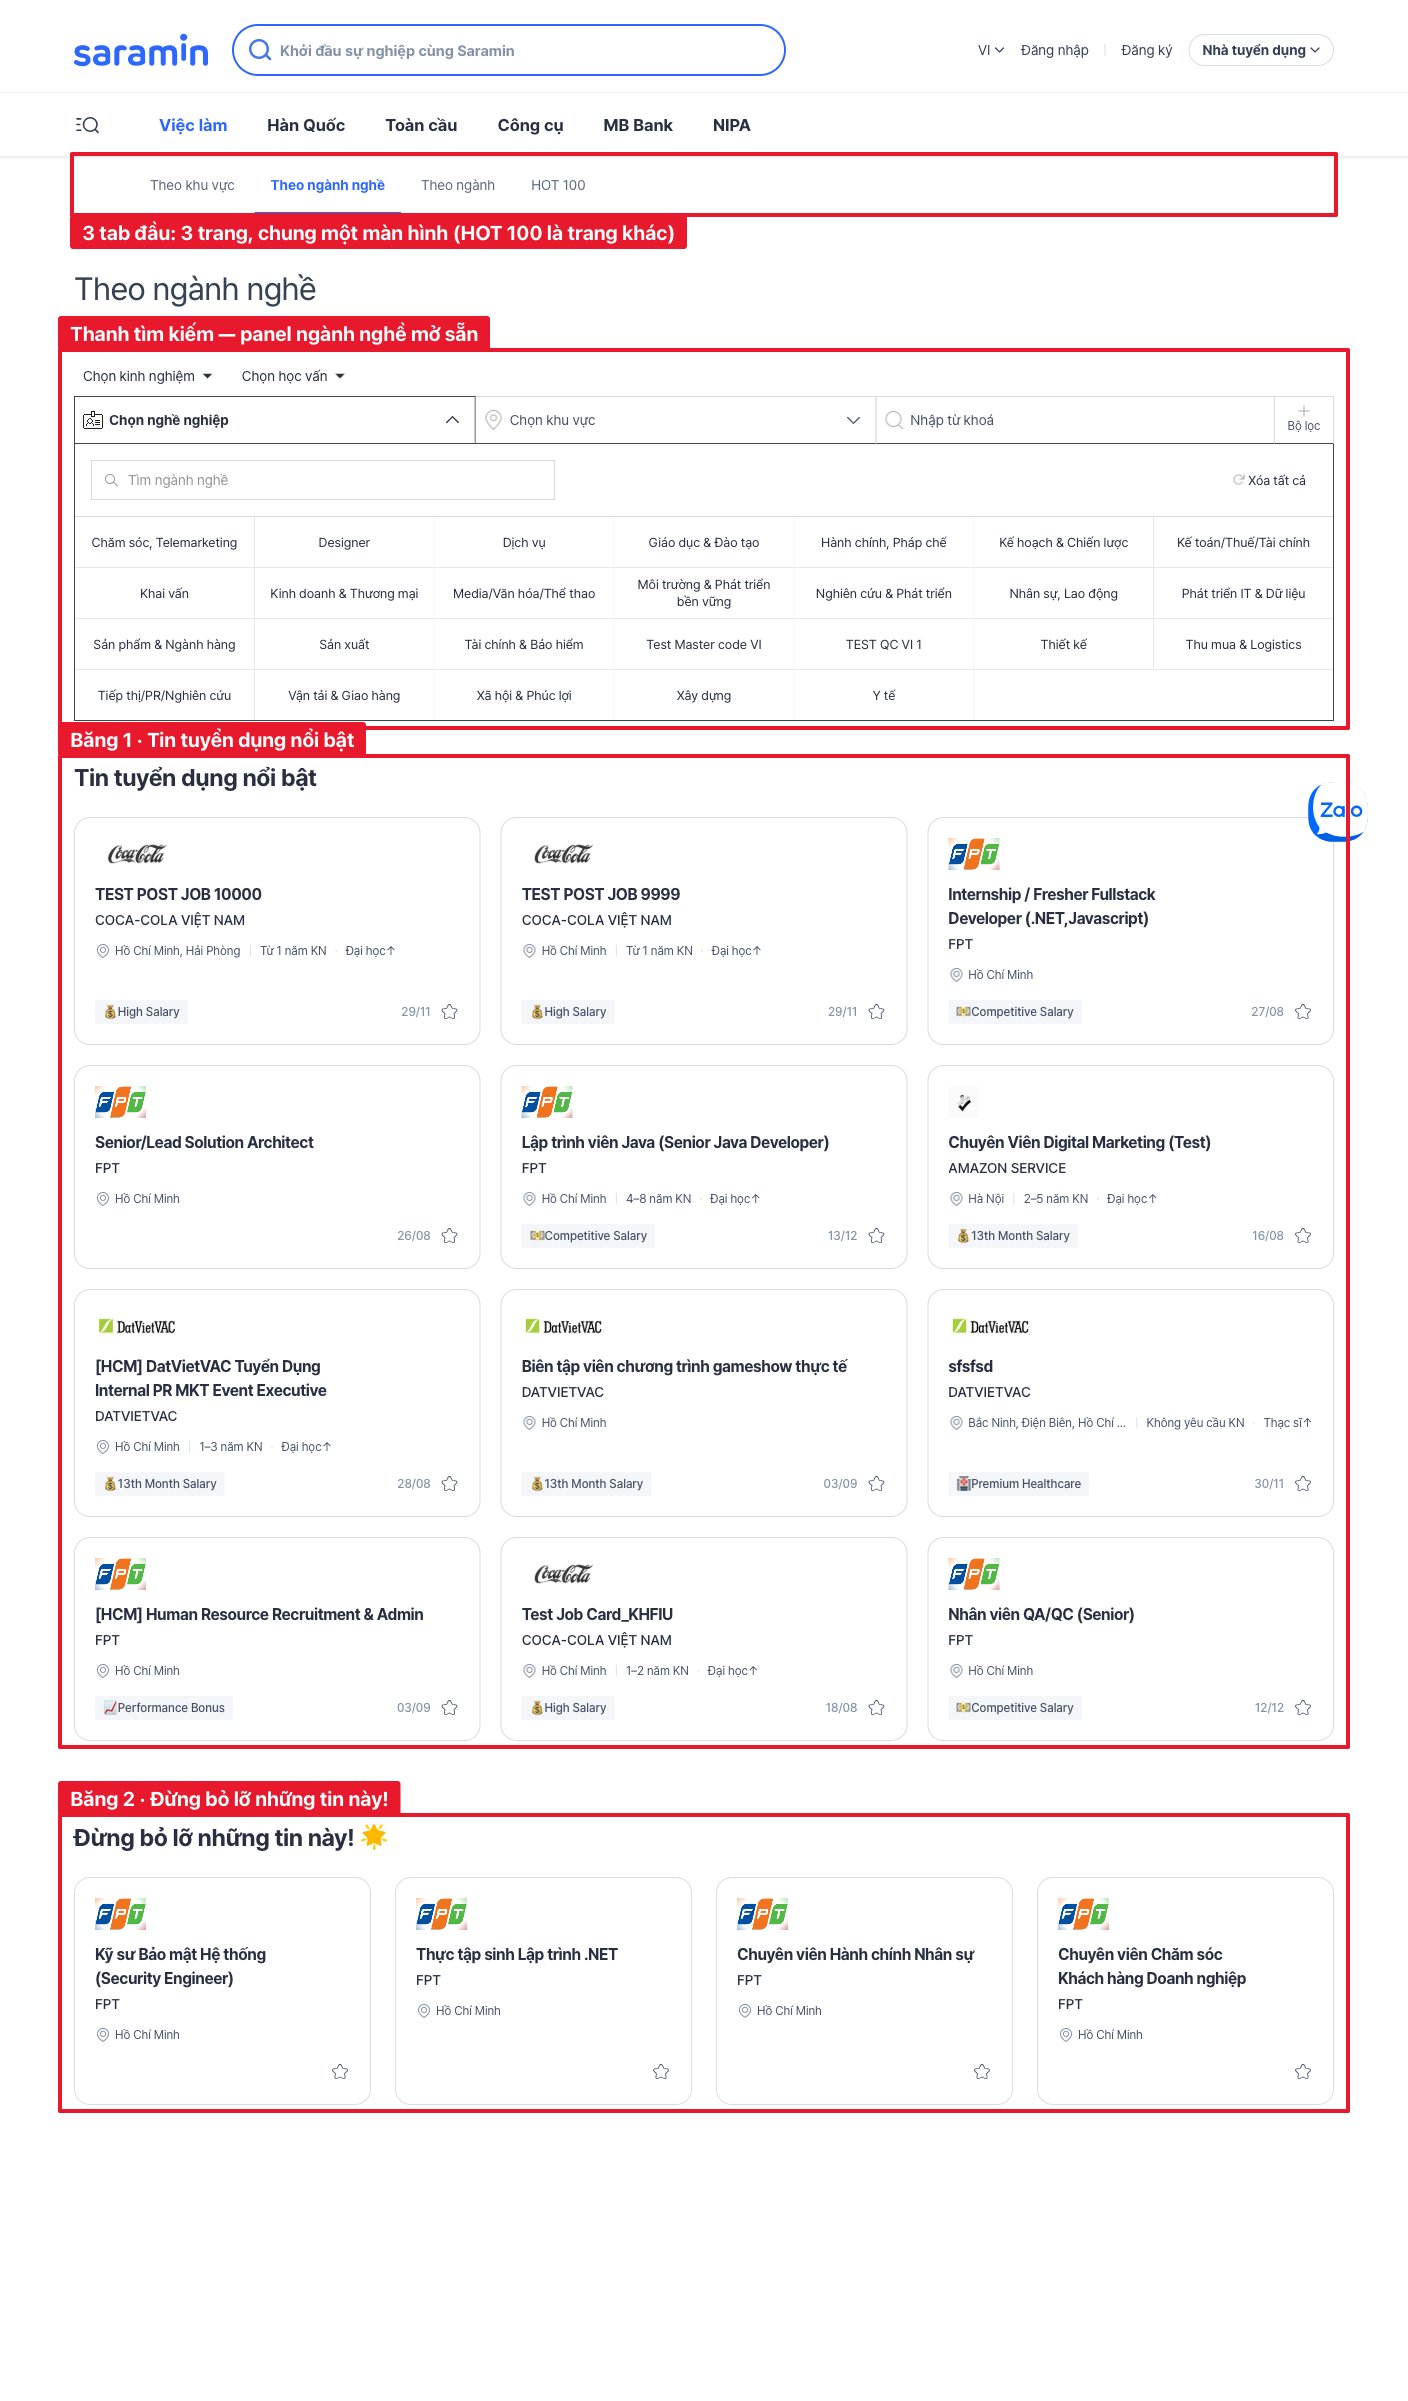 saramin
Khởi đầu sự nghiệp cùng Saramin
VI
Đăng nhập
Đăng ký
Nhà tuyển dụng
Việc làm
Hàn Quốc
Toàn cầu
Công cụ
MB Bank
NIPA
Theo khu vực
Theo ngành nghề
Theo ngành
HOT 100
3 tab đầu: 3 trang, chung một màn hình (HOT 100 là trang khác)
Theo ngành nghề
Thanh tìm kiếm — panel ngành nghề mở sẵn
Chọn kinh nghiệm
Chọn học vấn
Chọn nghề nghiệp
Chọn khu vực
Nhập từ khoá
Bộ lọc
Tìm ngành nghề
Xóa tất cả
Chăm sóc, Telemarketing
Designer
Dịch vụ
Giáo dục & Đào tạo
Hành chính, Pháp chế
Kế hoạch & Chiến lược
Kế toán/Thuế/Tài chính
Khai vấn
Kinh doanh & Thương mại
Media/Văn hóa/Thể thao
Môi trường & Phát triển
bền vững
Nghiên cứu & Phát triển
Nhân sự, Lao động
Phát triển IT & Dữ liệu
Sản phẩm & Ngành hàng
Sản xuất
Tài chính & Bảo hiểm
Test Master code VI
TEST QC VI 1
Thiết kế
Thu mua & Logistics
Tiếp thị/PR/Nghiên cứu
Vận tải & Giao hàng
Xã hội & Phúc lợi
Xây dựng
Y tế
Băng 1 · Tin tuyển dụng nổi bật
Tin tuyển dụng nổi bật
Zalo
Coca-Cola
TEST POST JOB 10000
COCA-COLA VIỆT NAM
Hồ Chí Minh, Hải Phòng
Từ 1 năm KN · Đại học↑
High Salary
29/11
Coca-Cola
TEST POST JOB 9999
COCA-COLA VIỆT NAM
Hồ Chí Minh
Từ 1 năm KN · Đại học↑
High Salary
29/11
FPT
Internship / Fresher Fullstack
Developer (.NET,Javascript)
FPT
Hồ Chí Minh
Competitive Salary
27/08
FPT
Senior/Lead Solution Architect
FPT
Hồ Chí Minh
26/08
FPT
Lập trình viên Java (Senior Java Developer)
FPT
Hồ Chí Minh
4–8 năm KN · Đại học↑
Competitive Salary
13/12
Chuyên Viên Digital Marketing (Test)
AMAZON SERVICE
Hà Nội
2–5 năm KN · Đại học↑
13th Month Salary
16/08
DatVietVAC
[HCM] DatVietVAC Tuyển Dụng
Internal PR MKT Event Executive
DATVIETVAC
Hồ Chí Minh
1–3 năm KN · Đại học↑
13th Month Salary
28/08
DatVietVAC
Biên tập viên chương trình gameshow thực tế
DATVIETVAC
Hồ Chí Minh
13th Month Salary
03/09
DatVietVAC
sfsfsd
DATVIETVAC
Bắc Ninh, Điện Biên, Hồ Chí ...
Không yêu cầu KN · Thạc sĩ↑
Premium Healthcare
30/11
FPT
[HCM] Human Resource Recruitment & Admin
FPT
Hồ Chí Minh
Performance Bonus
03/09
Coca-Cola
Test Job Card_KHFIU
COCA-COLA VIỆT NAM
Hồ Chí Minh
1–2 năm KN · Đại học↑
High Salary
18/08
FPT
Nhân viên QA/QC (Senior)
FPT
Hồ Chí Minh
Competitive Salary
12/12
Băng 2 · Đừng bỏ lỡ những tin này!
Đừng bỏ lỡ những tin này! 🌟
FPT
Kỹ sư Bảo mật Hệ thống
(Security Engineer)
FPT
Hồ Chí Minh
FPT
Thực tập sinh Lập trình .NET
FPT
Hồ Chí Minh
FPT
Chuyên viên Hành chính Nhân sự
FPT
Hồ Chí Minh
FPT
Chuyên viên Chăm sóc
Khách hàng Doanh nghiệp
FPT
Hồ Chí Minh